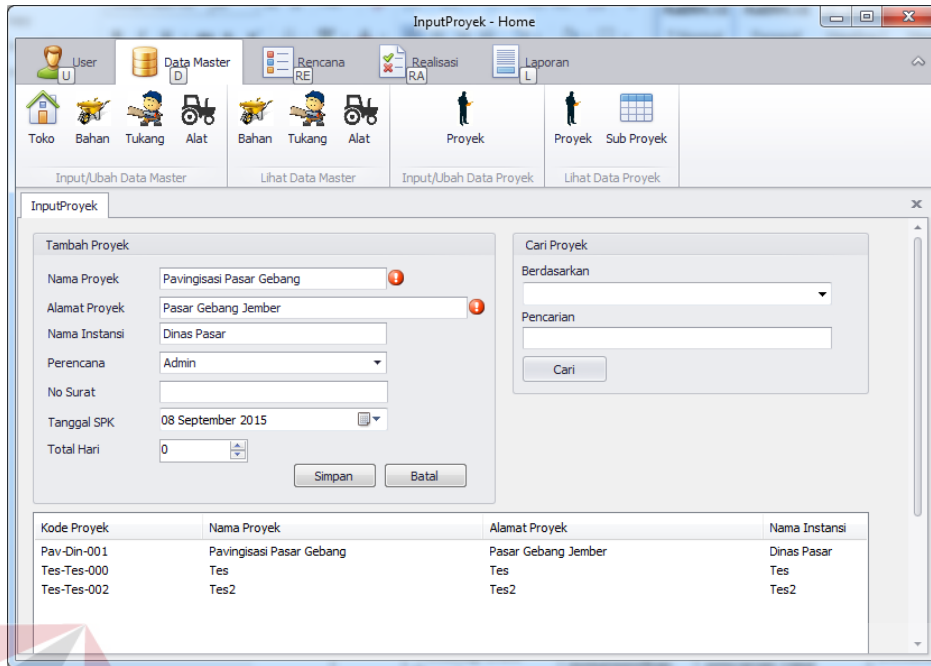 InputProyek - Home
User Data Master Rencana Realisasi Laporan
U D RE RA L
Toko Bahan Tukang Alat Bahan Tukang Alat Proyek Proyek Sub Proyek
Input/Ubah Data Master Lihat Data Master Input/Ubah Data Proyek Lihat Data Proyek
InputProyek
Tambah Proyek
Nama Proyek Pavingisasi Pasar Gebang
Alamat Proyek Pasar Gebang Jember
Nama Instansi Dinas Pasar
Perencana Admin
No Surat
Tanggal SPK 08 September 2015
Total Hari 0
Simpan Batal
Cari Proyek
Berdasarkan
Pencarian
Cari
Kode Proyek Nama Proyek Alamat Proyek Nama Instansi
Pav-Din-001 Pavingisasi Pasar Gebang Pasar Gebang Jember Dinas Pasar
Tes-Tes-000 Tes Tes Tes
Tes-Tes-002 Tes2 Tes2 Tes2